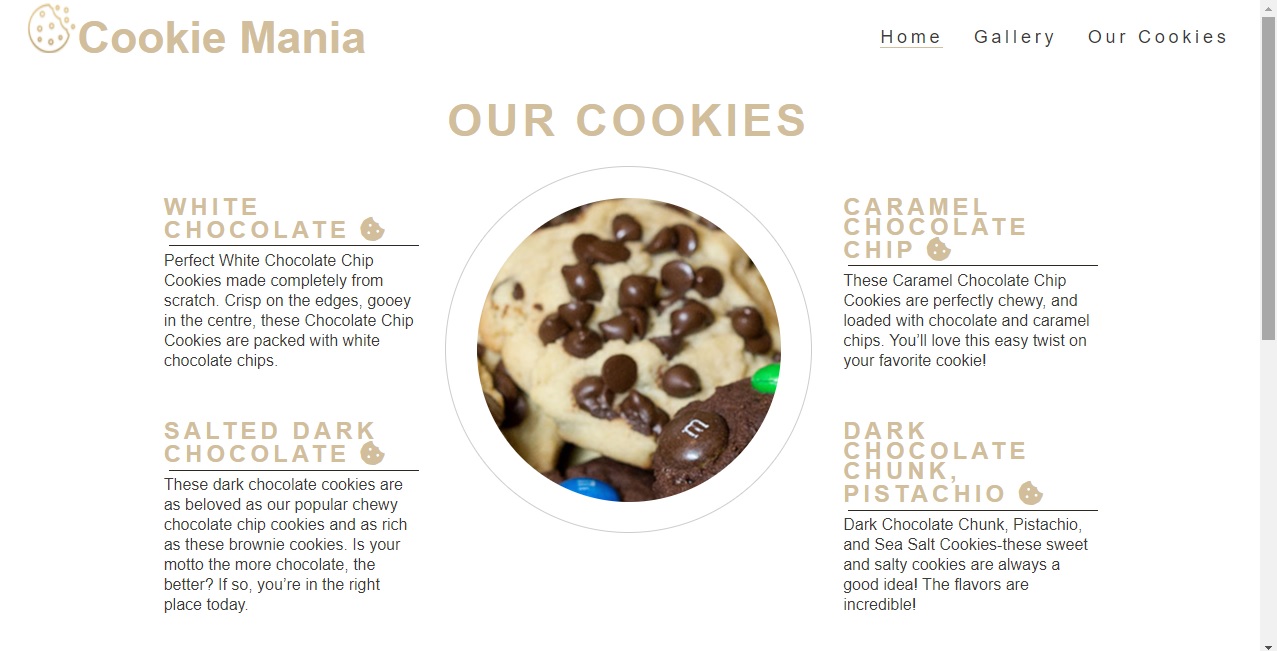 Cookie Mania
Home Gallery Our Cookies
OUR COOKIES
WHITE
CHOCOLATE
Perfect White Chocolate Chip
Cookies made completely from
scratch. Crisp on the edges, gooey
in the centre, these Chocolate Chip
Cookies are packed with white
chocolate chips.
SALTED DARK
CHOCOLATE
These dark chocolate cookies are
as beloved as our popular chewy
chocolate chip cookies and as rich
as these brownie cookies. Is your
motto the more chocolate, the
better? If so, you’re in the right
place today.
m
CARAMEL
CHOCOLATE
CHIP
These Caramel Chocolate Chip
Cookies are perfectly chewy, and
loaded with chocolate and caramel
chips. You’ll love this easy twist on
your favorite cookie!
DARK
CHOCOLATE
CHUNK,
PISTACHIO
Dark Chocolate Chunk, Pistachio,
and Sea Salt Cookies-these sweet
and salty cookies are always a
good idea! The flavors are
incredible!